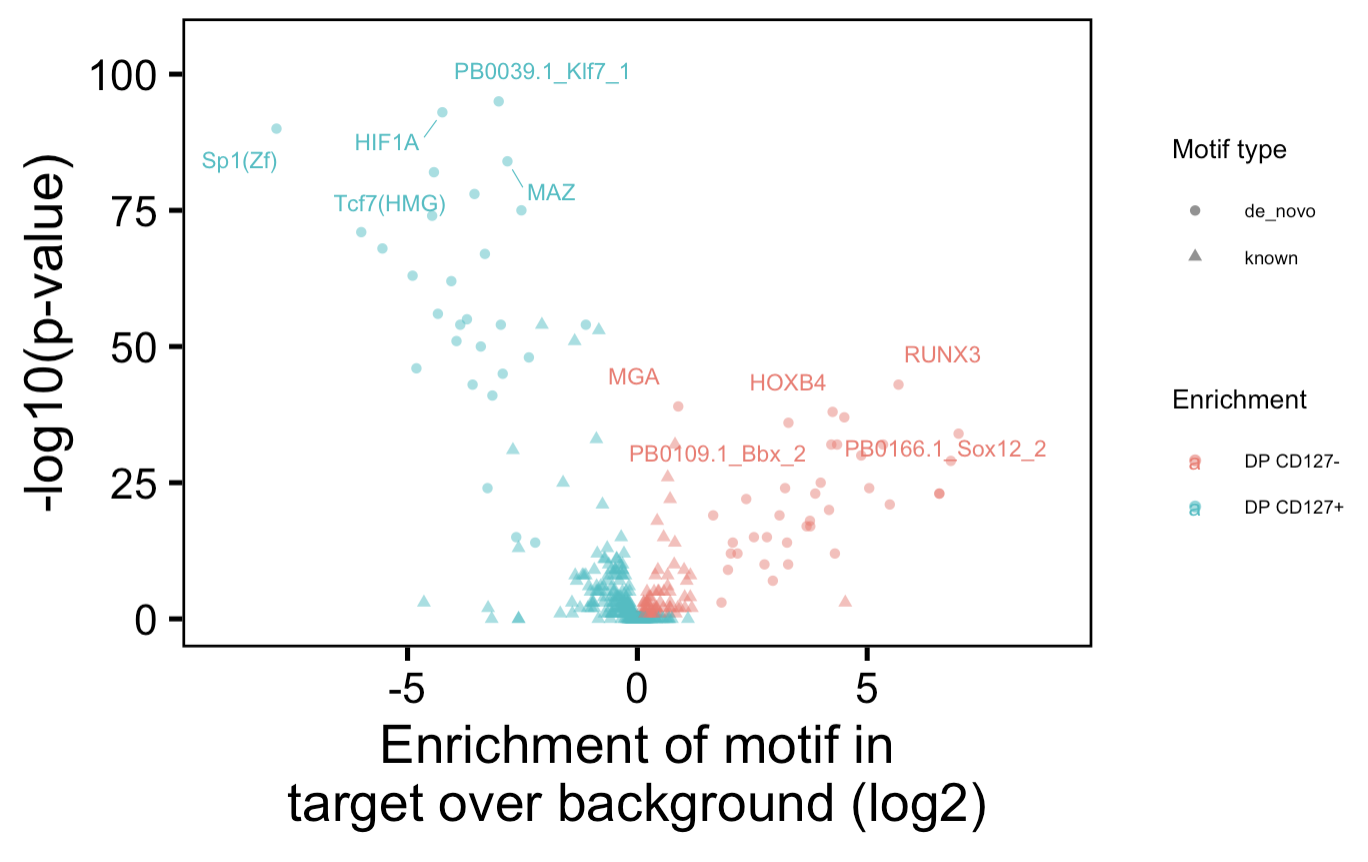 PB0039.1_Klf7_1
HIF1A
Sp1(Zf)
MAZ
Tcf7(HMG)
RUNX3
MGA
HOXB4
PB0109.1_Bbx_2
PB0166.1_Sox12_2
100
75
50
25
0
-log10(p-value)
-5
0
5
Enrichment of motif in
target over background (log2)
Motif type
de_novo
known
Enrichment
a
DP CD127-
a
DP CD127+